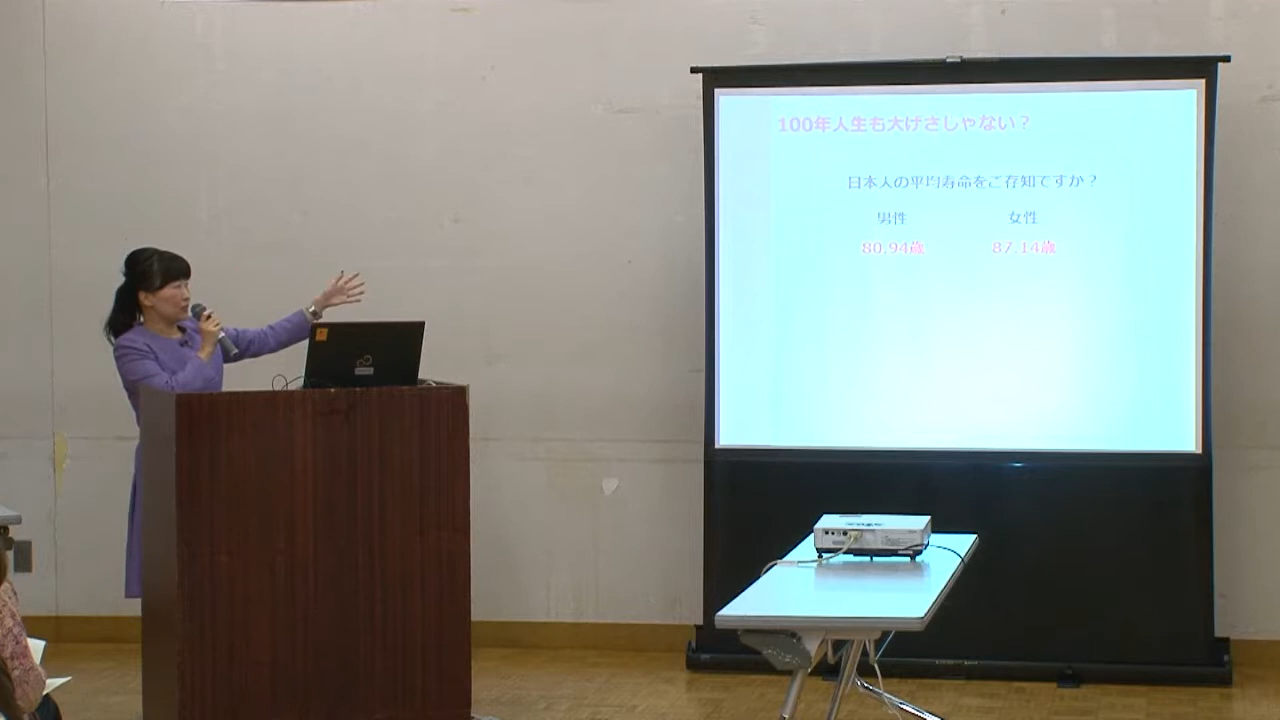 100年人生も大げさじゃない？
日本人の平均寿命をご存知ですか？
男性 女性
80.94歳 87.14歳